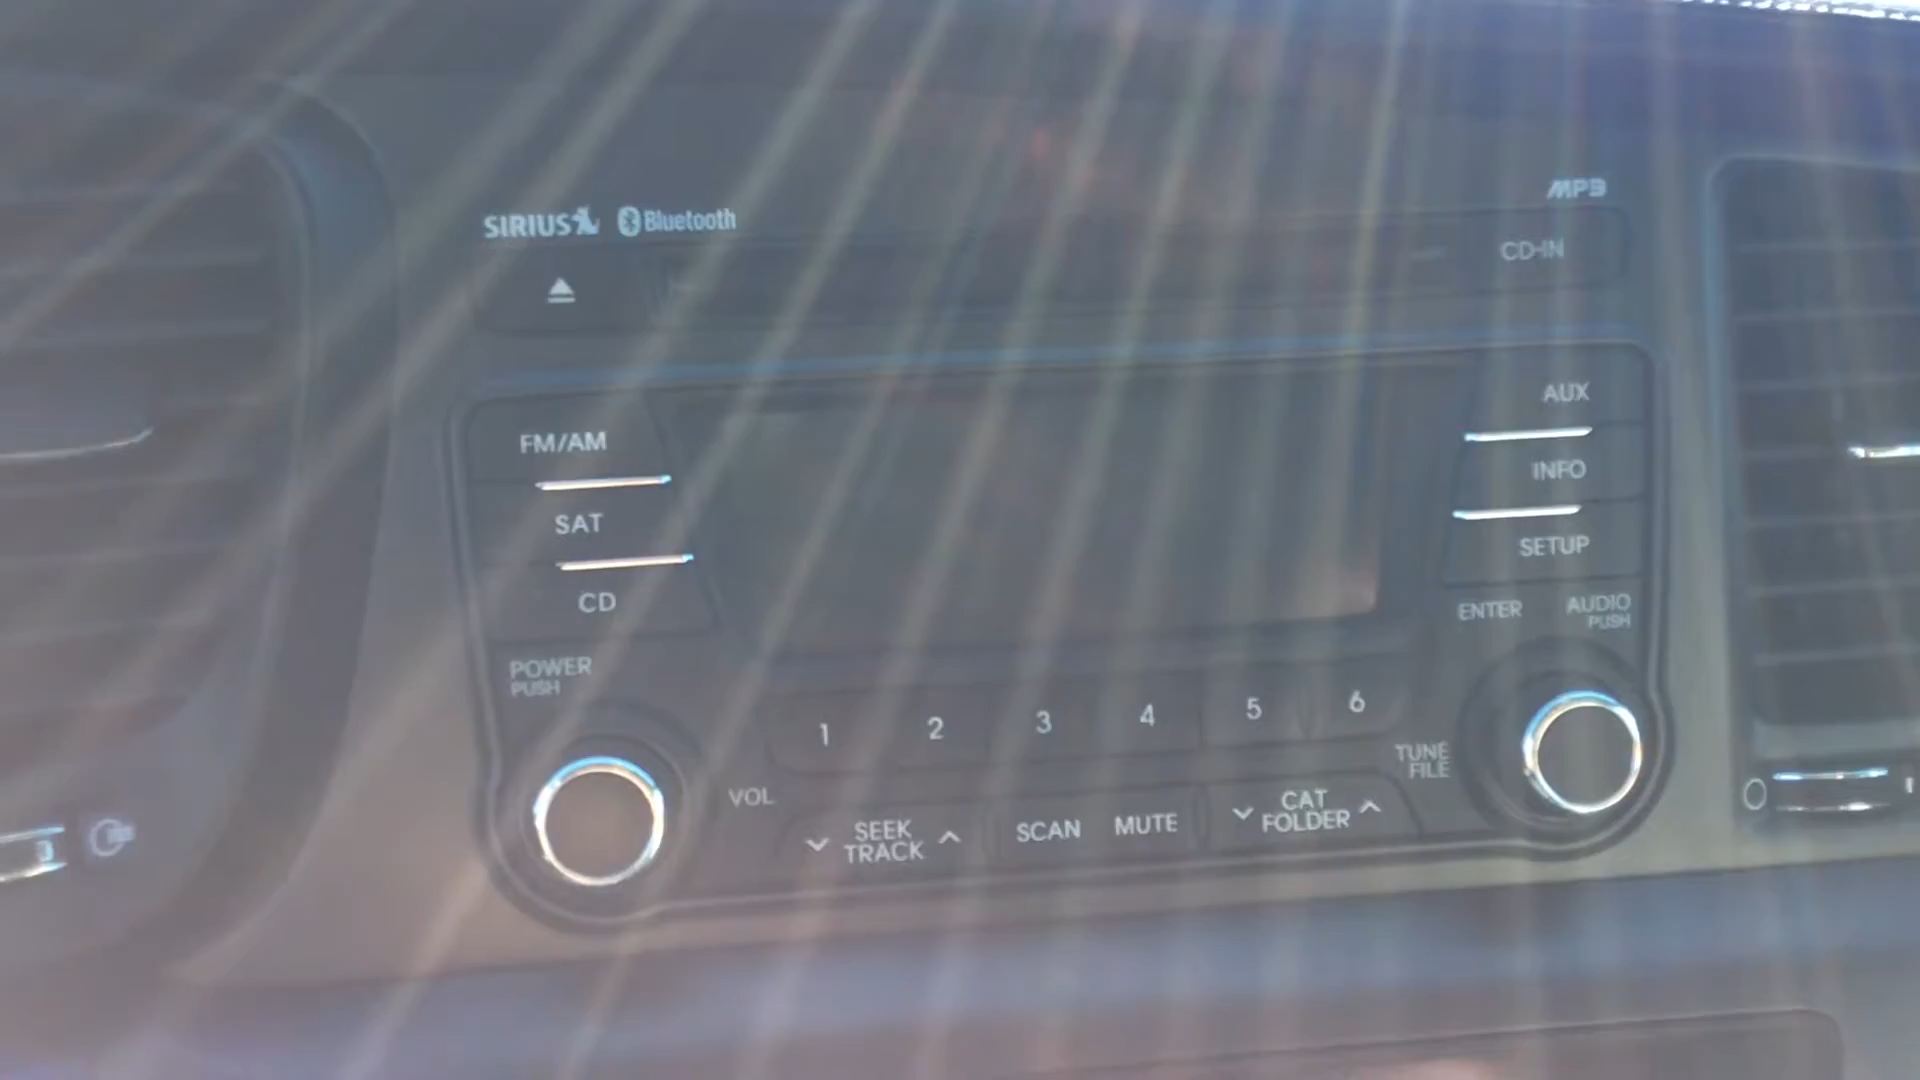 MP3
SIRIUS Bluetooth
CD-IN
AUX
FM/AM
INFO
SAT
SETUP
CD
ENTER AUDIO
PUSH
POWER
PUSH
1 2 3 4 5 6
TUNE
FILE
VOL
SEEK
TRACK
SCAN MUTE
CAT
FOLDER